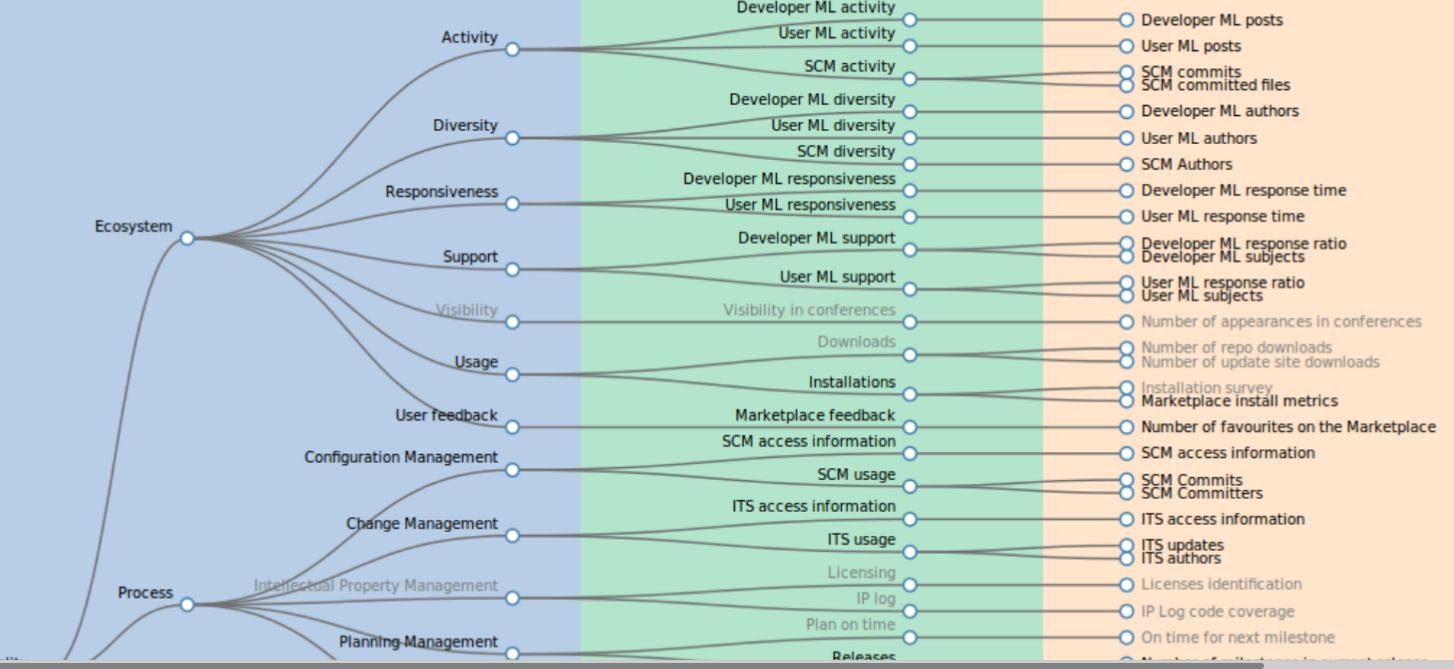 Developer ML activity
Developer ML posts
User ML activity
Activity
User ML posts
SCM activity
SCM commits
SCM committed files
Developer ML diversity
Developer ML authors
Diversity
User ML diversity
User ML authors
SCM diversity
SCM Authors
Developer ML responsiveness
Responsiveness
Developer ML response time
User ML responsiveness
User ML response time
Ecosystem
Developer ML support
Developer ML response ratio
Support
Developer ML subjects
User ML support
User ML response ratio
User ML subjects
Visibility
Visibility in conferences
Number of appearances in conferences
Downloads
Number of repo downloads
Usage
Number of update site downloads
Installations
Installation survey
Marketplace install metrics
User feedback
Marketplace feedback
Number of favourites on the Marketplace
SCM access information
SCM access information
Configuration Management
SCM usage
SCM Commits
SCM Committers
ITS access information
ITS access information
Change Management
ITS usage
ITS updates
ITS authors
Licensing
Licenses identification
Intellectual Property Management
Process
IP log
IP Log code coverage
Plan on time
On time for next milestone
Planning Management
Releases